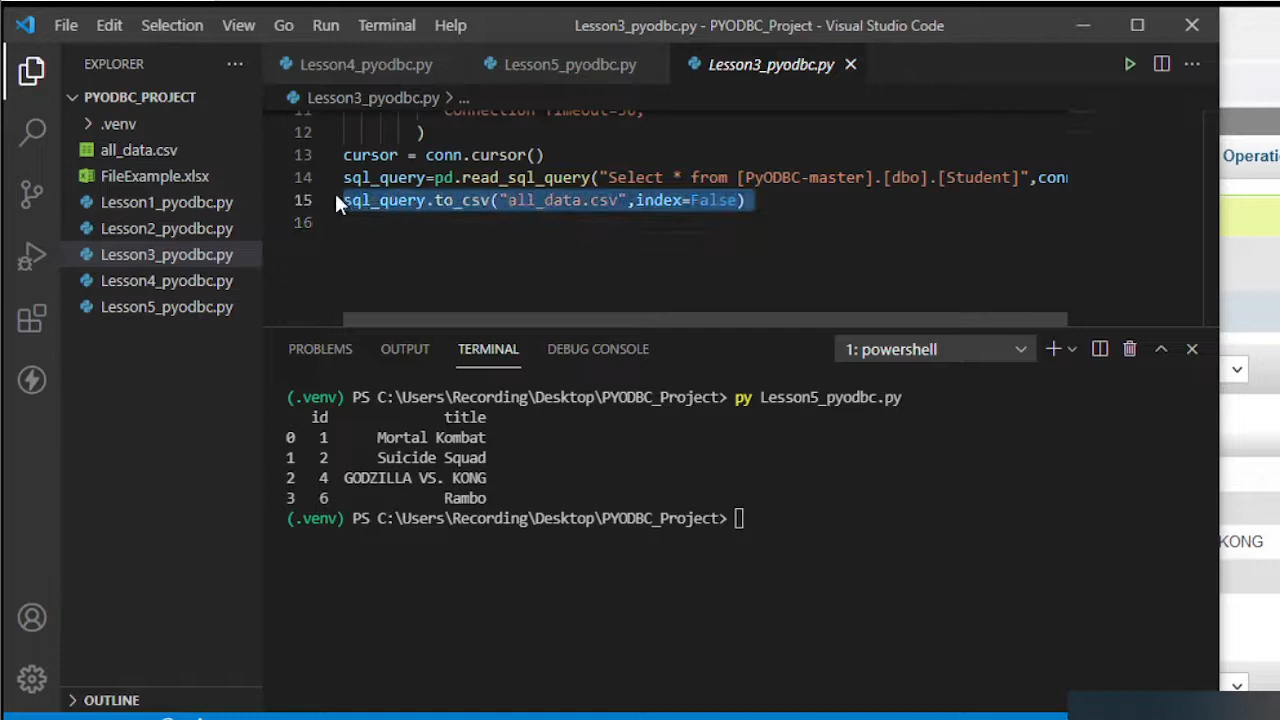 File Edit Selection View Go Run Terminal Help Lesson3_pyodbc.py - PYODBC_Project - Visual Studio Code
EXPLORER
Lesson4_pyodbc.py Lesson5_pyodbc.py Lesson3_pyodbc.py
PYODBC_PROJECT
.venv
all_data.csv
FileExample.xlsx
Lesson1_pyodbc.py
Lesson2_pyodbc.py
Lesson3_pyodbc.py
Lesson4_pyodbc.py
Lesson5_pyodbc.py
OUTLINE
Lesson3_pyodbc.py > ...
11 Connection Timeout=30;
12 )
13 cursor = conn.cursor()
14 sql_query=pd.read_sql_query("Select * from [PyODBC-master].[dbo].[Student]",con
15 sql_query.to_csv("all_data.csv",index=False)
16
PROBLEMS OUTPUT TERMINAL DEBUG CONSOLE 1: powershell
(.venv) PS C:\Users\Recording\Desktop\PYODBC_Project> py Lesson5_pyodbc.py
id title
0 1 Mortal Kombat
1 2 Suicide Squad
2 4 GODZILLA VS. KONG
3 6 Rambo
(.venv) PS C:\Users\Recording\Desktop\PYODBC_Project>
Operati
KONG